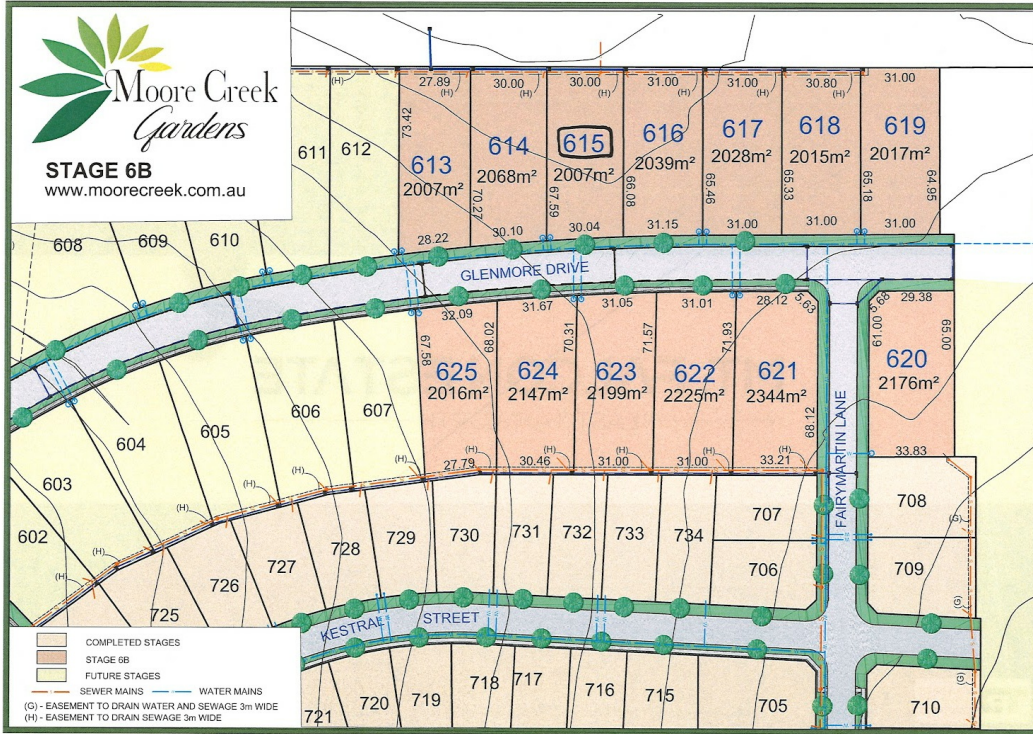 Moore Creek
Gardens
STAGE 6B
www.moorecreek.com.au
(H)
27.89
(H)
30.00
(H)
30.00
(H)
31.00
(H)
31.00
(H)
30.80
31.00
73.42
611
612
613
2007m²
614
2068m²
615
2007m²
616
2039m²
617
2028m²
618
2015m²
619
2017m²
70.27
67.59
66.08
65.46
65.33
65.18
64.95
28.22
30.10
30.04
31.15
31.00
31.00
31.00
608
609
610
GLENMORE DRIVE
32.09
31.67
31.05
31.01
28.12
5.63
5.68
29.38
67.58
68.02
70.31
71.57
71.93
68.12
61.00
65.00
625
2016m²
624
2147m²
623
2199m²
622
2225m²
621
2344m²
620
2176m²
FAIRYMARTIN LANE
602
603
604
605
606
607
(H)
(H)
(H)
(H)
(H)
(H)
(H)
(H)
(H)
(H)
27.79
30.46
31.00
31.00
33.21
33.83
725
726
727
728
729
730
731
732
733
734
707
706
708
709
(G)
(G)
(G)
KESTRAL STREET
721
720
719
718
717
716
715
705
710
COMPLETED STAGES
STAGE 6B
FUTURE STAGES
SEWER MAINS
WATER MAINS
(G) - EASEMENT TO DRAIN WATER AND SEWAGE 3m WIDE
(H) - EASEMENT TO DRAIN SEWAGE 3m WIDE